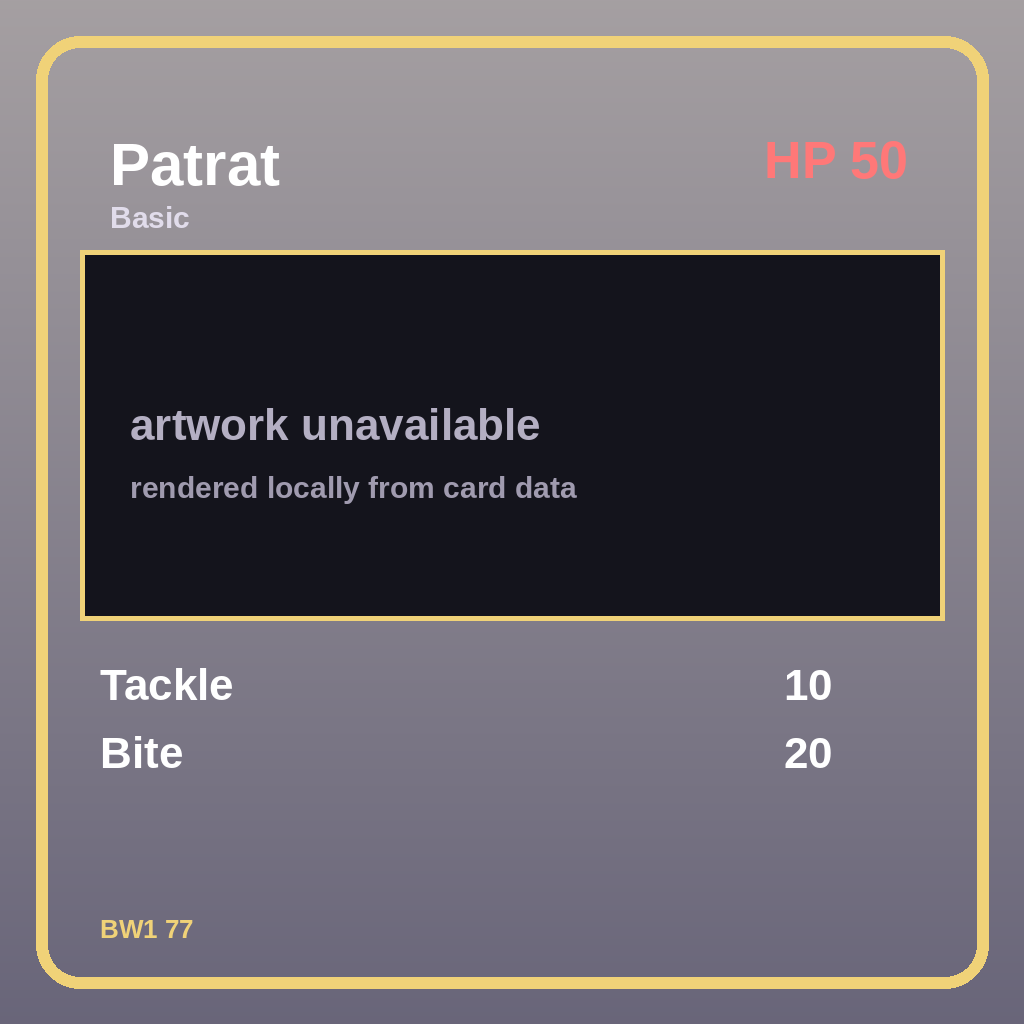 Patrat
HP 50
Basic
artwork unavailable
rendered locally from card data
Tackle 10
Bite 20
BW1 77